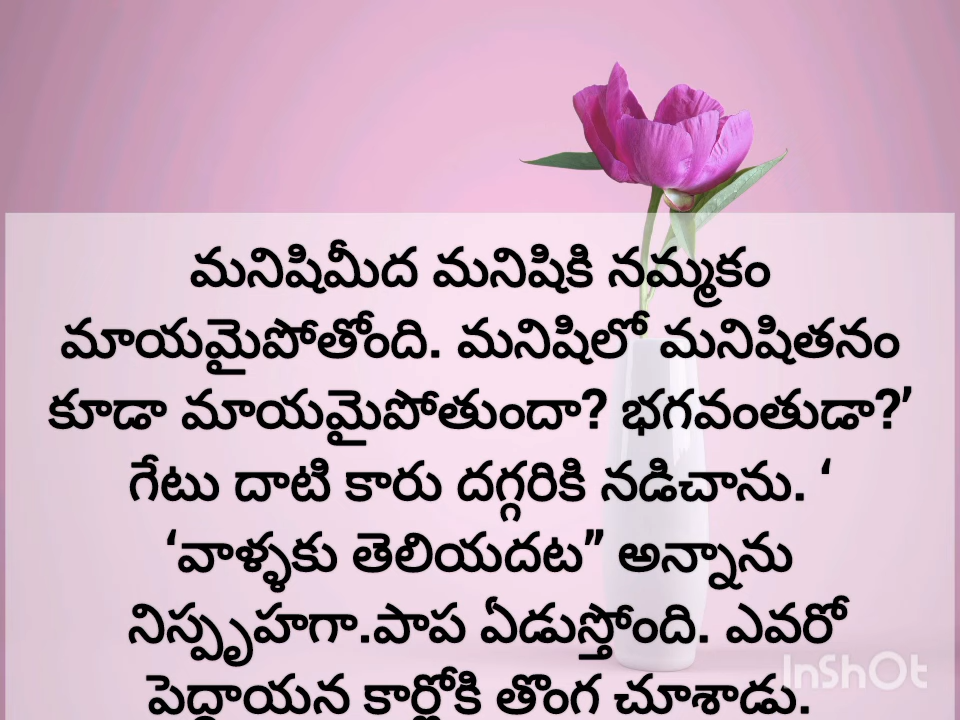 మనిషిమీద మనిషికి నమ్మకం
మాయమైపోతోంది. మనిషిలో మనిషితనం
కూడా మాయమైపోతుందా? భగవంతుడా?’
గేటు దాటి కారు దగ్గరికి నడిచాను. ‘
‘వాళ్ళకు తెలియదట” అన్నాను
నిస్పృహగా.పాప ఏడుస్తోంది. ఎవరో
పెద్దాయన కార్లోకి తొంగ చూశాడు.
InShOt